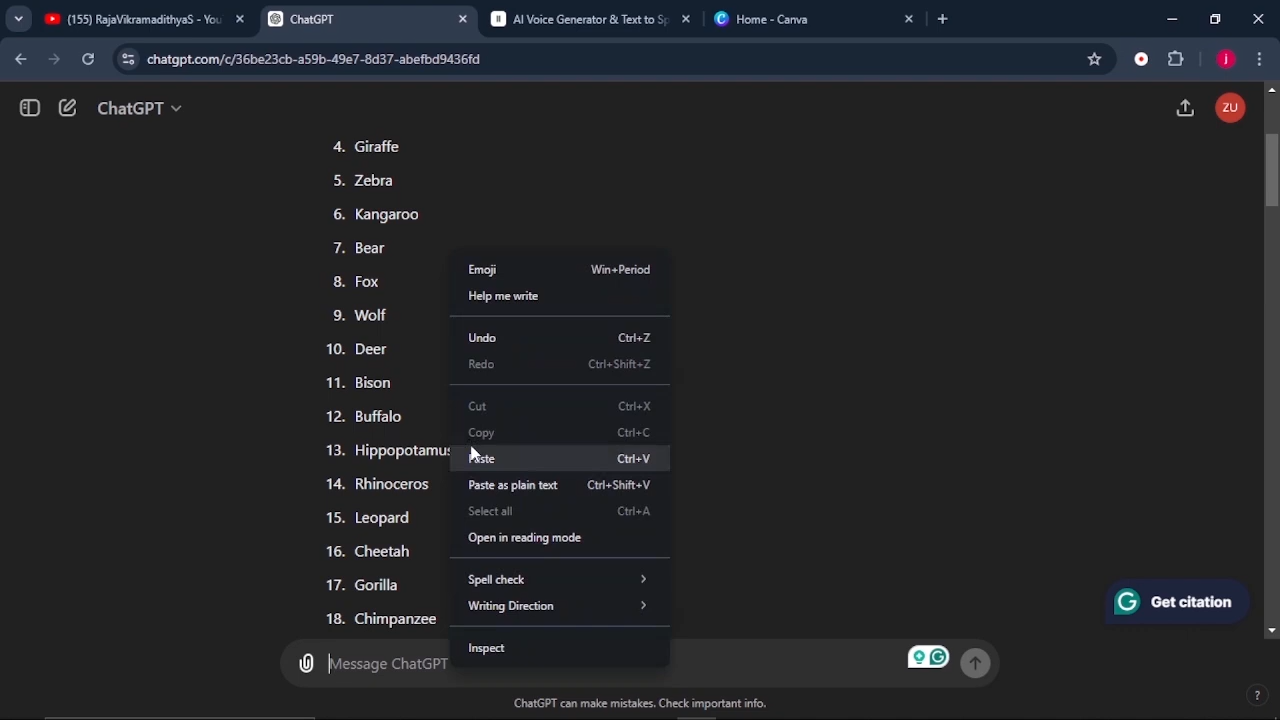 (155) RajaVikramadithyaS - You
ChatGPT
AI Voice Generator & Text to Sp
Home - Canva
chatgpt.com/c/36be23cb-a59b-49e7-8d37-abefbd9436fd
j
ChatGPT
ZU
4. Giraffe
5. Zebra
6. Kangaroo
7. Bear
8. Fox
9. Wolf
10. Deer
11. Bison
12. Buffalo
13. Hippopotamus
14. Rhinoceros
15. Leopard
16. Cheetah
17. Gorilla
18. Chimpanzee
Emoji Win+Period
Help me write
Undo Ctrl+Z
Redo Ctrl+Shift+Z
Cut Ctrl+X
Copy Ctrl+C
Paste Ctrl+V
Paste as plain text Ctrl+Shift+V
Select all Ctrl+A
Open in reading mode
Spell check
Writing Direction
Inspect
Get citation
Message ChatGPT
ChatGPT can make mistakes. Check important info.
?